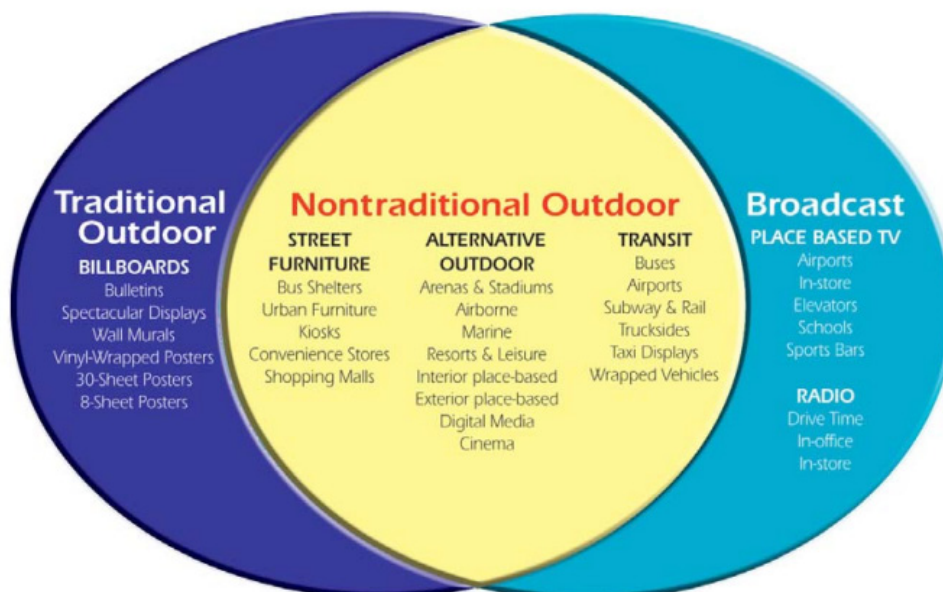 Traditional
Outdoor
BILLBOARDS
Bulletins
Spectacular Displays
Wall Murals
Vinyl-Wrapped Posters
30-Sheet Posters
8-Sheet Posters
Nontraditional Outdoor
STREET
FURNITURE
Bus Shelters
Urban Furniture
Kiosks
Convenience Stores
Shopping Malls
ALTERNATIVE
OUTDOOR
Arenas & Stadiums
Airborne
Marine
Resorts & Leisure
Interior place-based
Exterior place-based
Digital Media
Cinema
TRANSIT
Buses
Airports
Subway & Rail
Trucksides
Taxi Displays
Wrapped Vehicles
Broadcast
PLACE BASED TV
Airports
In-store
Elevators
Schools
Sports Bars
RADIO
Drive Time
In-office
In-store